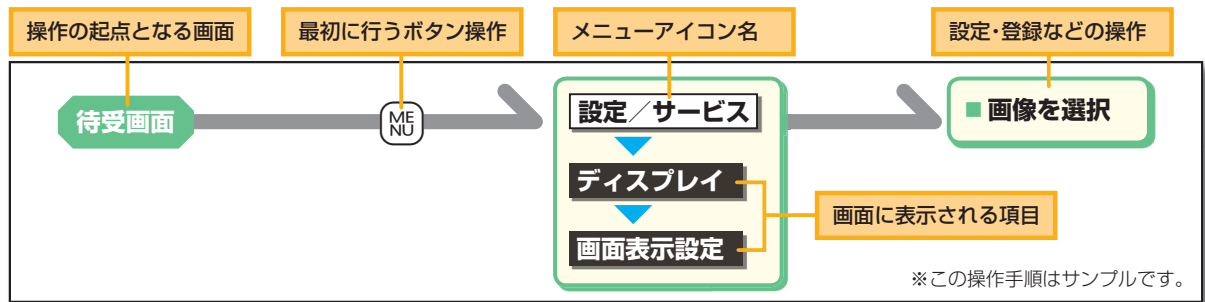 操作の起点となる画面
最初に行うボタン操作
メニューアイコン名
設定・登録などの操作
待受画面
ME
NU
設定／サービス
■画像を選択
ディスプレイ
画面に表示される項目
画面表示設定
※この操作手順はサンプルです。